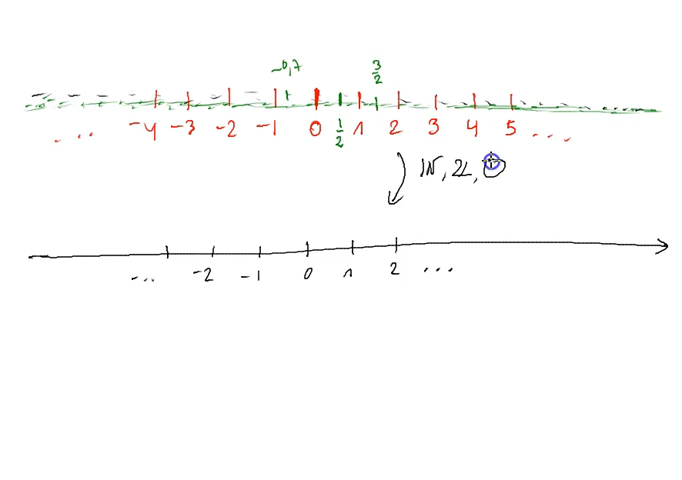 -0,7 3/2
... -4 -3 -2 -1 0 1/2 1 2 3 4 5 ...
ℕ, ℤ,
... -2 -1 0 1 2 ...